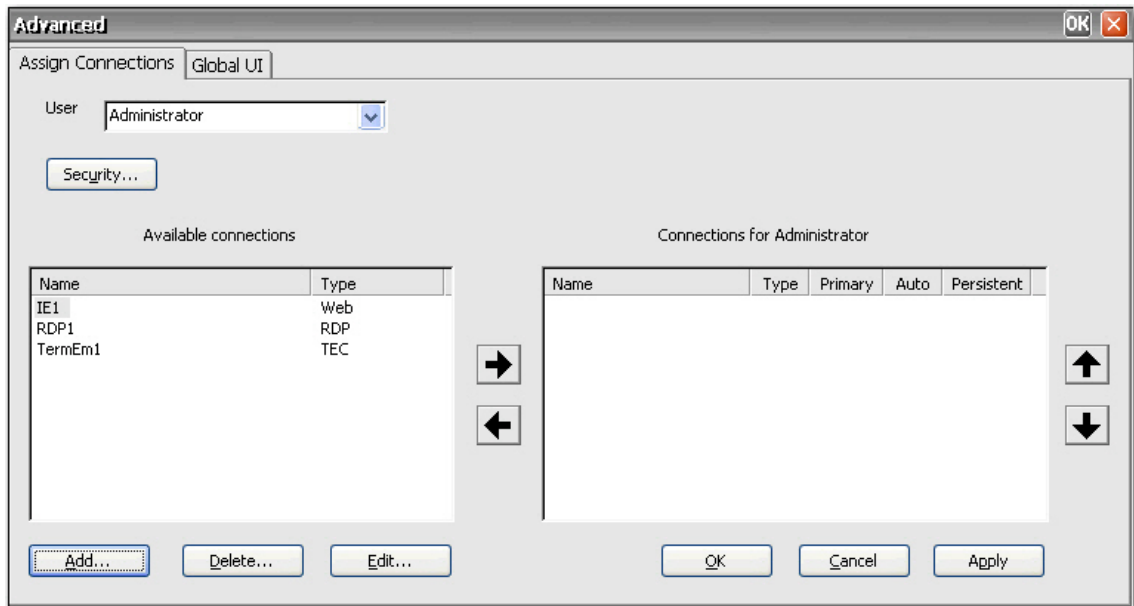 Advanced OK
Assign Connections Global UI
User Administrator
Security...
Available connections Connections for Administrator
Name Type Name Type Primary Auto Persistent
IE1 Web
RDP1 RDP
TermEm1 TEC
Add... Delete... Edit... OK Cancel Apply